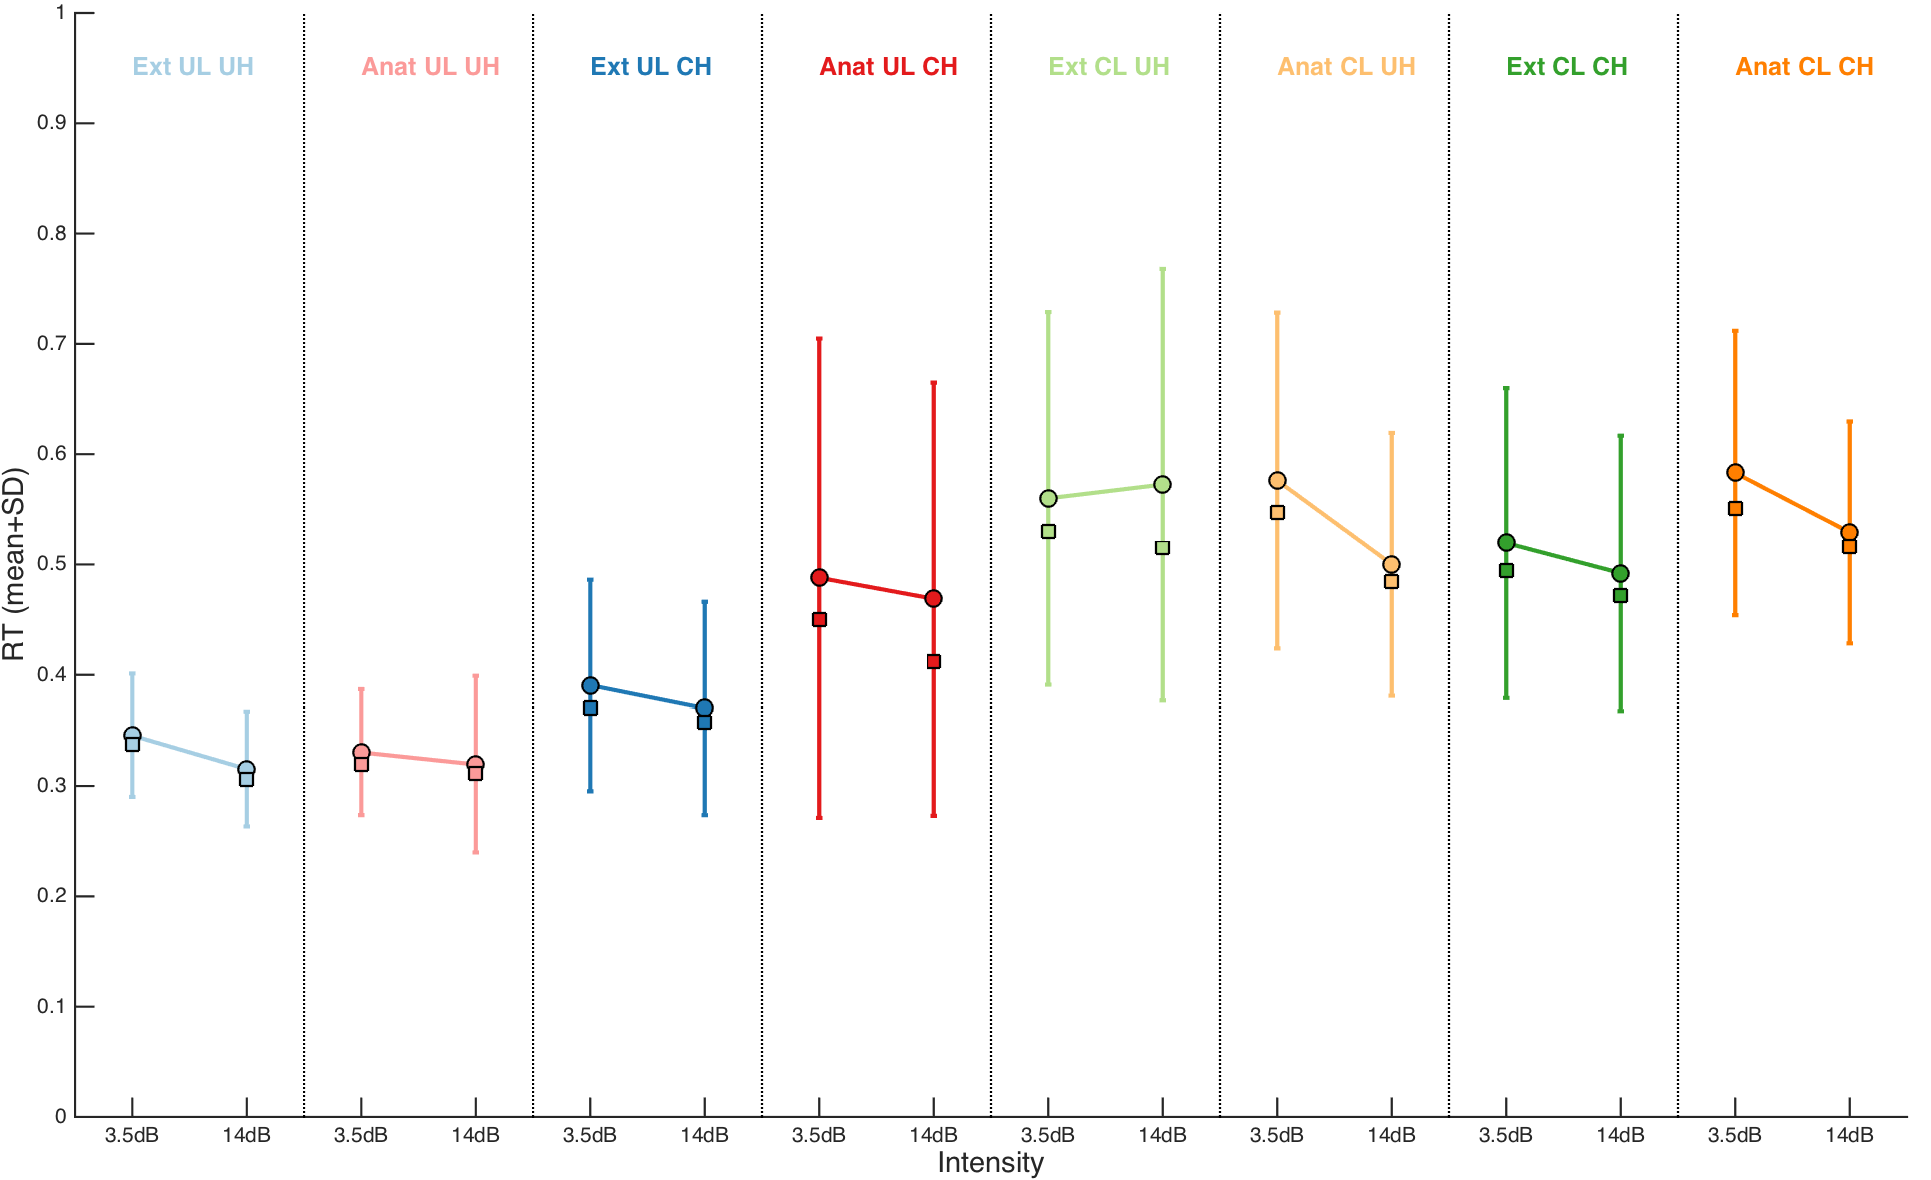 Ext UL UH
Anat UL UH
Ext UL CH
Anat UL CH
Ext CL UH
Anat CL UH
Ext CL CH
Anat CL CH
1
0.9
0.8
0.7
0.6
0.5
0.4
0.3
0.2
0.1
0
RT (mean+SD)
3.5dB 14dB 3.5dB 14dB 3.5dB 14dB 3.5dB 14dB 3.5dB 14dB 3.5dB 14dB 3.5dB 14dB 3.5dB 14dB
Intensity